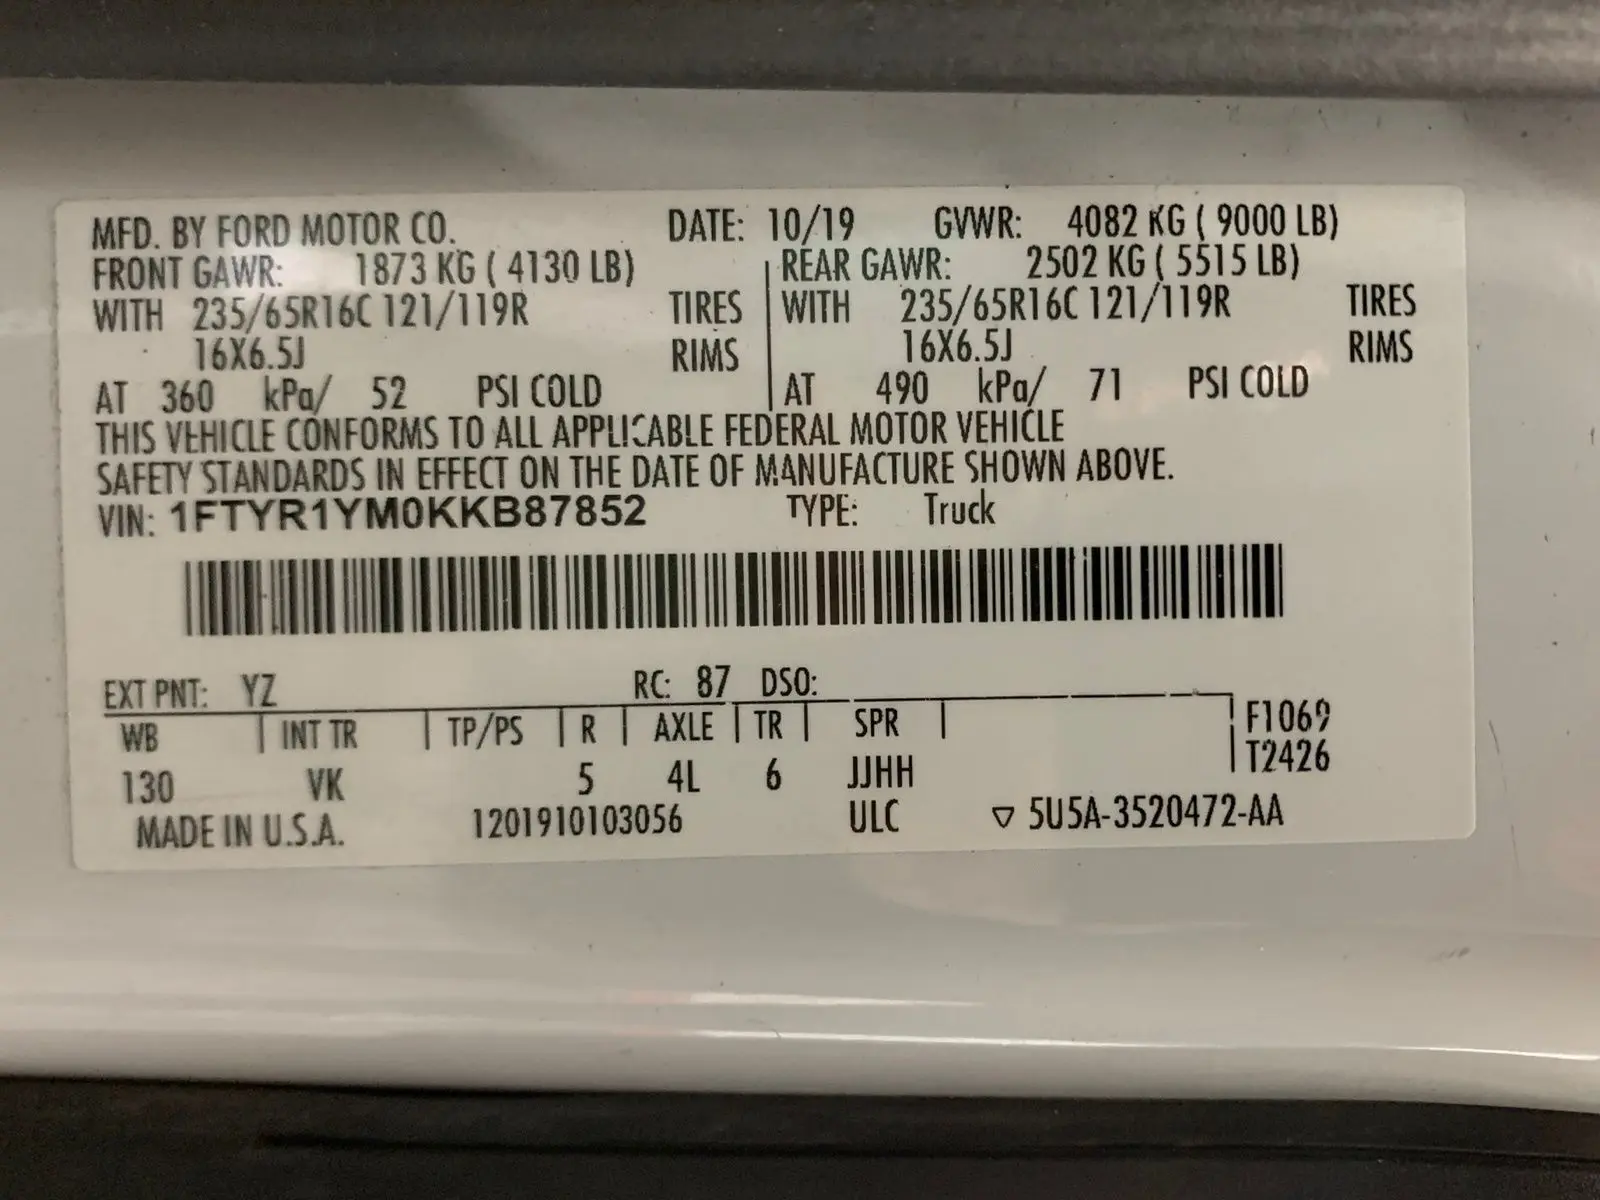 MFD. BY FORD MOTOR CO. DATE: 10/19 GVWR: 4082 KG ( 9000 LB)
FRONT GAWR: 1873 KG ( 4130 LB) REAR GAWR: 2502 KG ( 5515 LB)
WITH 235/65R16C 121/119R TIRES WITH 235/65R16C 121/119R TIRES
16X6.5J RIMS 16X6.5J RIMS
AT 360 kPa/ 52 PSI COLD AT 490 kPa/ 71 PSI COLD
THIS VEHICLE CONFORMS TO ALL APPLICABLE FEDERAL MOTOR VEHICLE
SAFETY STANDARDS IN EFFECT ON THE DATE OF MANUFACTURE SHOWN ABOVE.
VIN: 1FTYR1YM0KKB87852 TYPE: Truck
EXT PNT: YZ RC: 87 DSO:
WB INT TR TP/PS R AXLE TR SPR F1069
T2426
130 VK 5 4L 6 JJHH
MADE IN U.S.A. 1201910103056 ULC ▽ 5U5A-3520472-AA